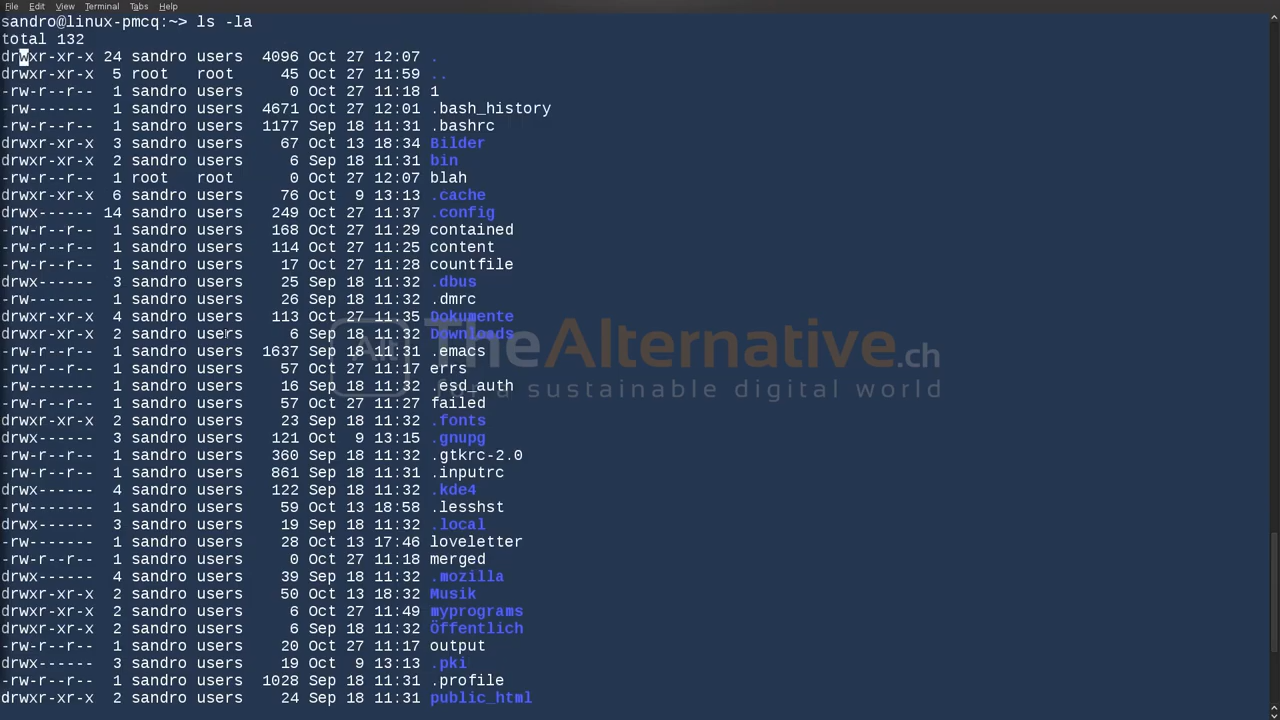 File Edit View Terminal Tabs Help
sandro@linux-pmcq:~> ls -la
total 132
drwxr-xr-x 24 sandro users  4096 Oct 27 12:07 .
drwxr-xr-x  5 root   root     45 Oct 27 11:59 ..
-rw-r--r--  1 sandro users     0 Oct 27 11:18 1
-rw-------  1 sandro users  4671 Oct 27 12:01 .bash_history
-rw-r--r--  1 sandro users  1177 Sep 18 11:31 .bashrc
drwxr-xr-x  3 sandro users    67 Oct 13 18:34 Bilder
drwxr-xr-x  2 sandro users     6 Sep 18 11:31 bin
-rw-r--r--  1 root   root      0 Oct 27 12:07 blah
drwxr-xr-x  6 sandro users    76 Oct  9 13:13 .cache
drwx------ 14 sandro users   249 Oct 27 11:37 .config
-rw-r--r--  1 sandro users   168 Oct 27 11:29 contained
-rw-r--r--  1 sandro users   114 Oct 27 11:25 content
-rw-r--r--  1 sandro users    17 Oct 27 11:28 countfile
drwx------  3 sandro users    25 Sep 18 11:32 .dbus
-rw-------  1 sandro users    26 Sep 18 11:32 .dmrc
drwxr-xr-x  4 sandro users   113 Oct 27 11:35 Dokumente
drwxr-xr-x  2 sandro users     6 Sep 18 11:32 Downloads
-rw-r--r--  1 sandro users  1637 Sep 18 11:31 .emacs
-rw-r--r--  1 sandro users    57 Oct 27 11:17 errs
-rw-------  1 sandro users    16 Sep 18 11:32 .esd_auth
-rw-r--r--  1 sandro users    57 Oct 27 11:27 failed
drwxr-xr-x  2 sandro users    23 Sep 18 11:32 .fonts
drwx------  3 sandro users   121 Oct  9 13:15 .gnupg
-rw-r--r--  1 sandro users   360 Sep 18 11:32 .gtkrc-2.0
-rw-r--r--  1 sandro users   861 Sep 18 11:31 .inputrc
drwx------  4 sandro users   122 Sep 18 11:32 .kde4
-rw-------  1 sandro users    59 Oct 13 18:58 .lesshst
drwx------  3 sandro users    19 Sep 18 11:32 .local
-rw-------  1 sandro users    28 Oct 13 17:46 loveletter
-rw-r--r--  1 sandro users     0 Oct 27 11:18 merged
drwx------  4 sandro users    39 Sep 18 11:32 .mozilla
drwxr-xr-x  2 sandro users    50 Oct 13 18:32 Musik
drwxr-xr-x  2 sandro users     6 Oct 27 11:49 myprograms
drwxr-xr-x  2 sandro users     6 Sep 18 11:32 Öffentlich
-rw-r--r--  1 sandro users    20 Oct 27 11:17 output
drwx------  3 sandro users    19 Oct  9 13:13 .pki
-rw-r--r--  1 sandro users  1028 Sep 18 11:31 .profile
drwxr-xr-x  2 sandro users    24 Sep 18 11:31 public_html
Alt
TheAlternative.ch
for a sustainable digital world